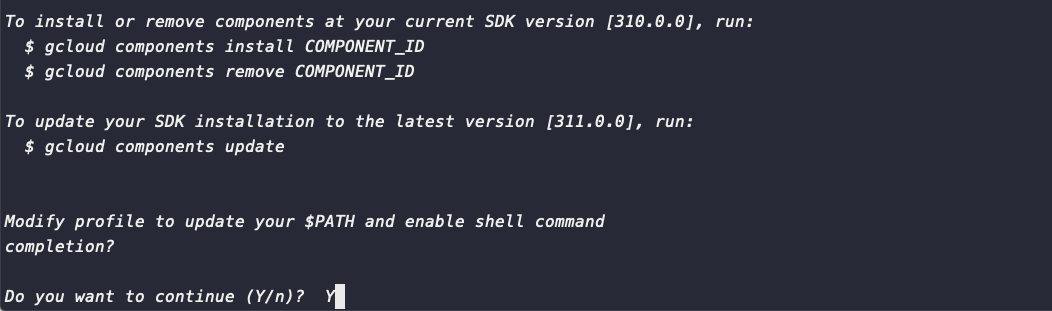 To install or remove components at your current SDK version [310.0.0], run:
$ gcloud components install COMPONENT_ID
$ gcloud components remove COMPONENT_ID
To update your SDK installation to the latest version [311.0.0], run:
$ gcloud components update
Modify profile to update your $PATH and enable shell command
completion?
Do you want to continue (Y/n)? Y